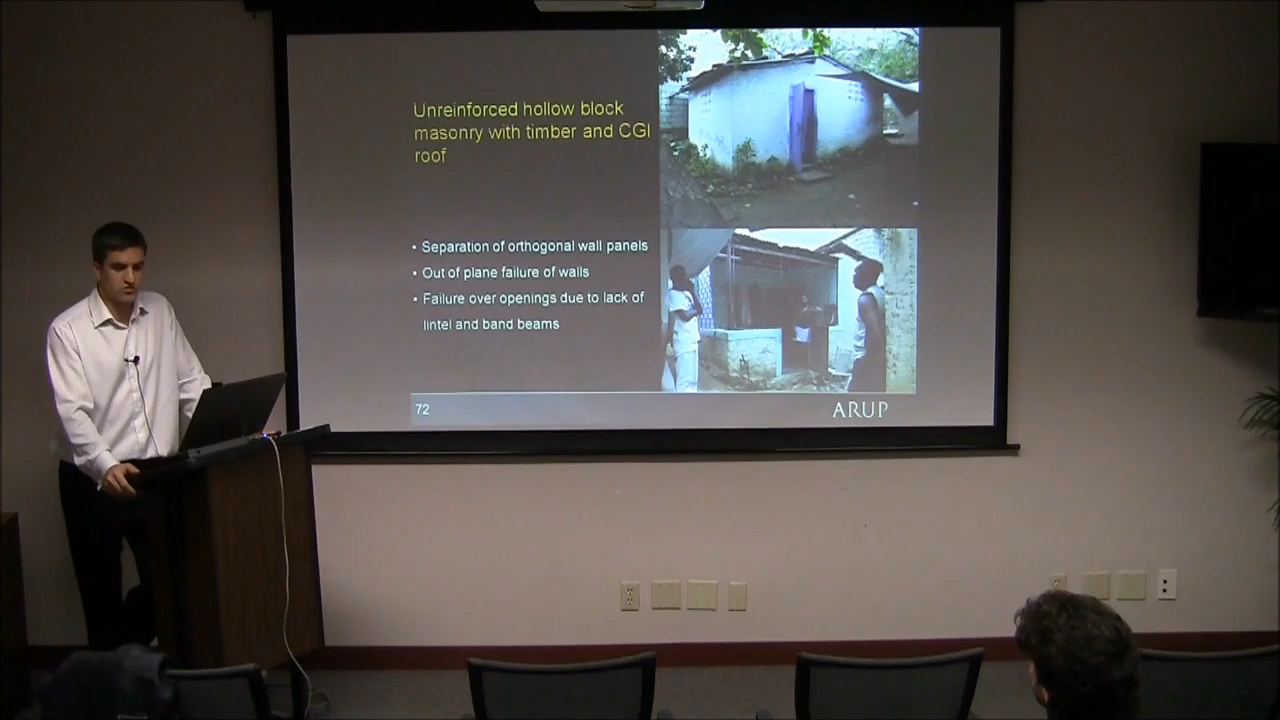 Unreinforced hollow block
masonry with timber and CGI
roof
• Separation of orthogonal wall panels
• Out of plane failure of walls
• Failure over openings due to lack of
lintel and band beams
72
ARUP